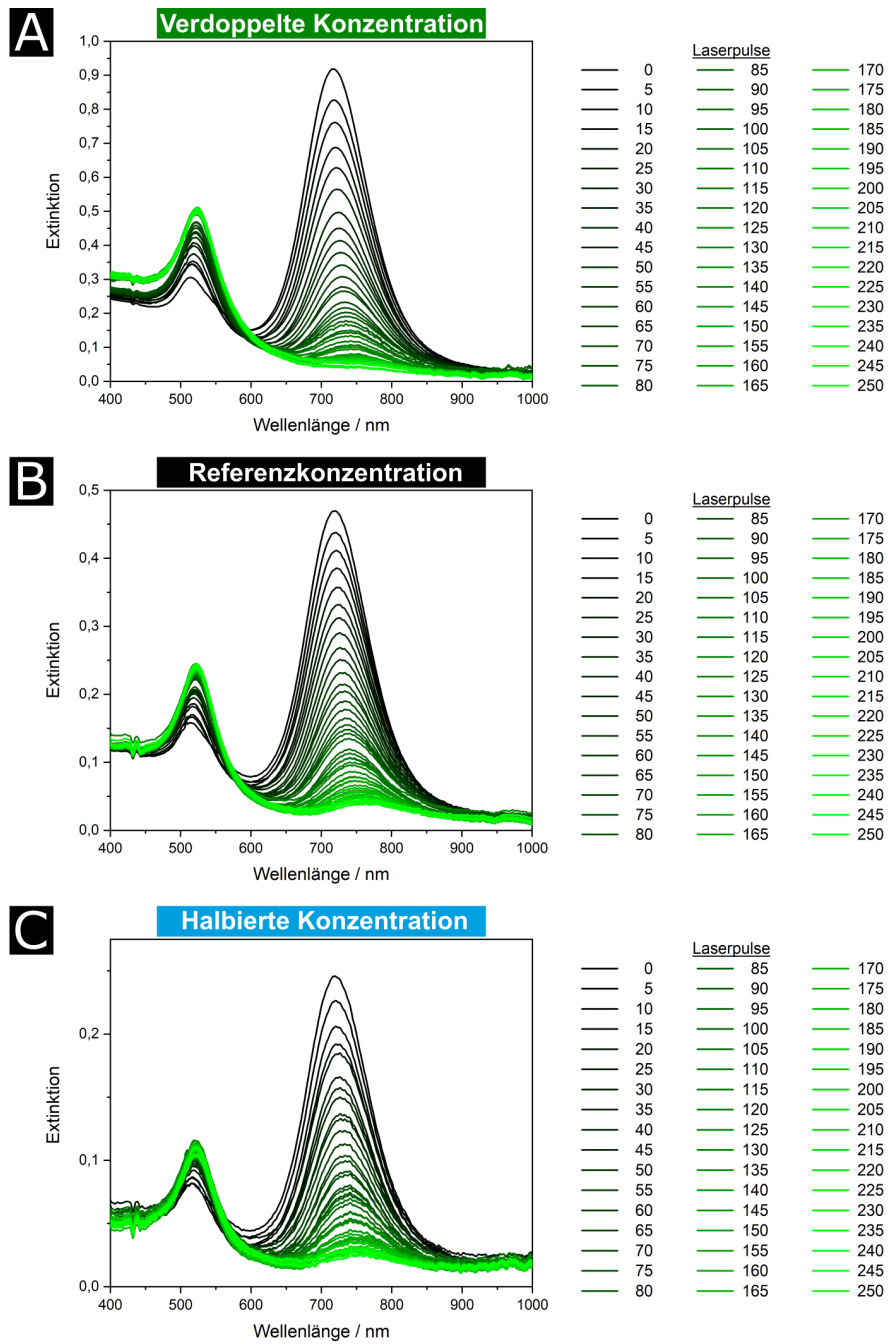 A
Verdoppelte Konzentration
1,0
0,9
0,8
0,7
0,6
0,5
0,4
0,3
0,2
0,1
0,0
Extinktion
400 500 600 700 800 900 1000
Wellenlänge / nm
Laserpulse
0 85 170
5 90 175
10 95 180
15 100 185
20 105 190
25 110 195
30 115 200
35 120 205
40 125 210
45 130 215
50 135 220
55 140 225
60 145 230
65 150 235
70 155 240
75 160 245
80 165 250
B
Referenzkonzentration
0,5
0,4
0,3
0,2
0,1
0,0
Extinktion
400 500 600 700 800 900 1000
Wellenlänge / nm
Laserpulse
0 85 170
5 90 175
10 95 180
15 100 185
20 105 190
25 110 195
30 115 200
35 120 205
40 125 210
45 130 215
50 135 220
55 140 225
60 145 230
65 150 235
70 155 240
75 160 245
80 165 250
C
Halbierte Konzentration
0,2
0,1
0,0
Extinktion
400 500 600 700 800 900 1000
Wellenlänge / nm
Laserpulse
0 85 170
5 90 175
10 95 180
15 100 185
20 105 190
25 110 195
30 115 200
35 120 205
40 125 210
45 130 215
50 135 220
55 140 225
60 145 230
65 150 235
70 155 240
75 160 245
80 165 250